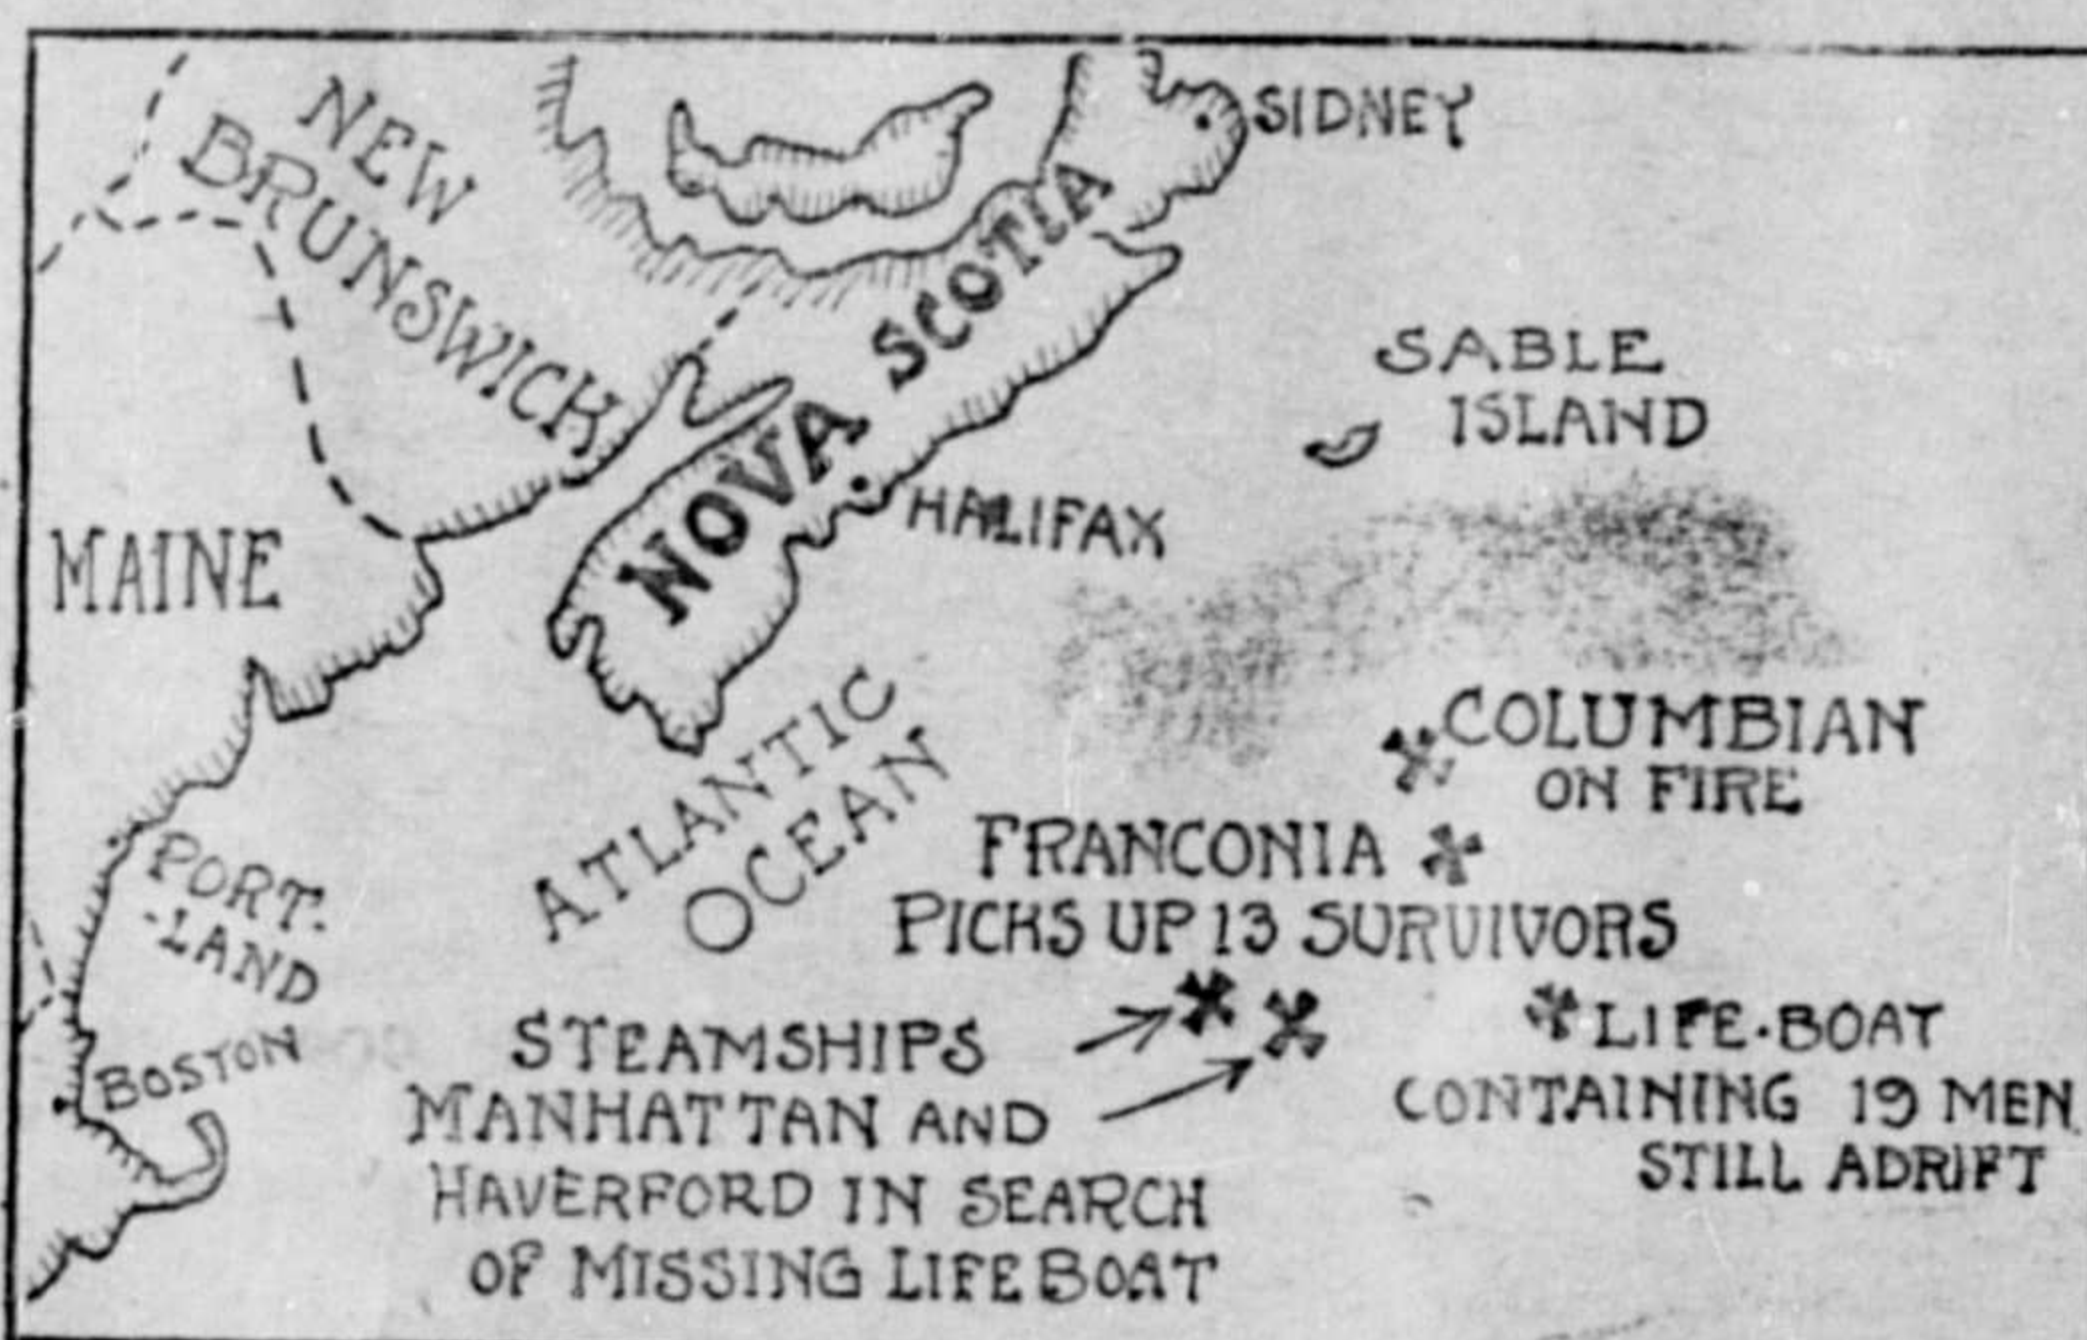 NEW
BRUNSWICK
SIDNEY
NOVA SCOTIA
SABLE
ISLAND
HALIFAX
MAINE
ATLANTIC
OCEAN
COLUMBIAN
ON FIRE
FRANCONIA
PICKS UP 13 SURVIVORS
PORT.
-LAND
BOSTON
STEAMSHIPS
MANHATTAN AND
HAVERFORD IN SEARCH
OF MISSING LIFE BOAT
LIFE-BOAT
CONTAINING 19 MEN
STILL ADRIFT